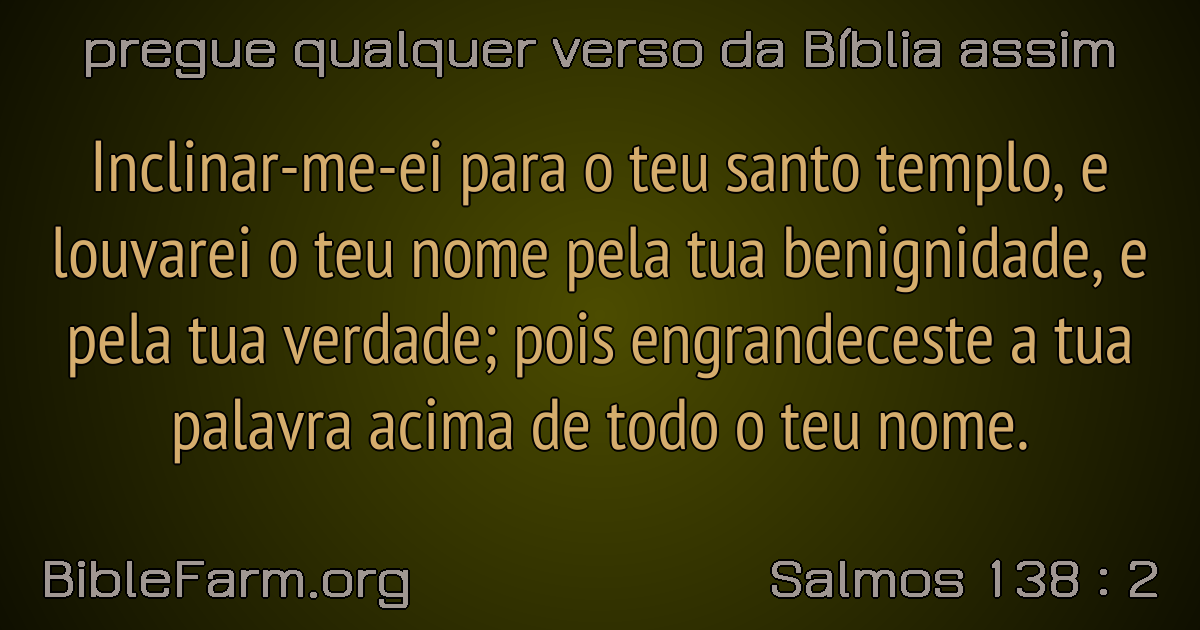 pregue qualquer verso da Bíblia assim
Inclinar-me-ei para o teu santo templo, e
louvarei o teu nome pela tua benignidade, e
pela tua verdade; pois engrandeceste a tua
palavra acima de todo o teu nome.
BibleFarm.org
Salmos 138 : 2